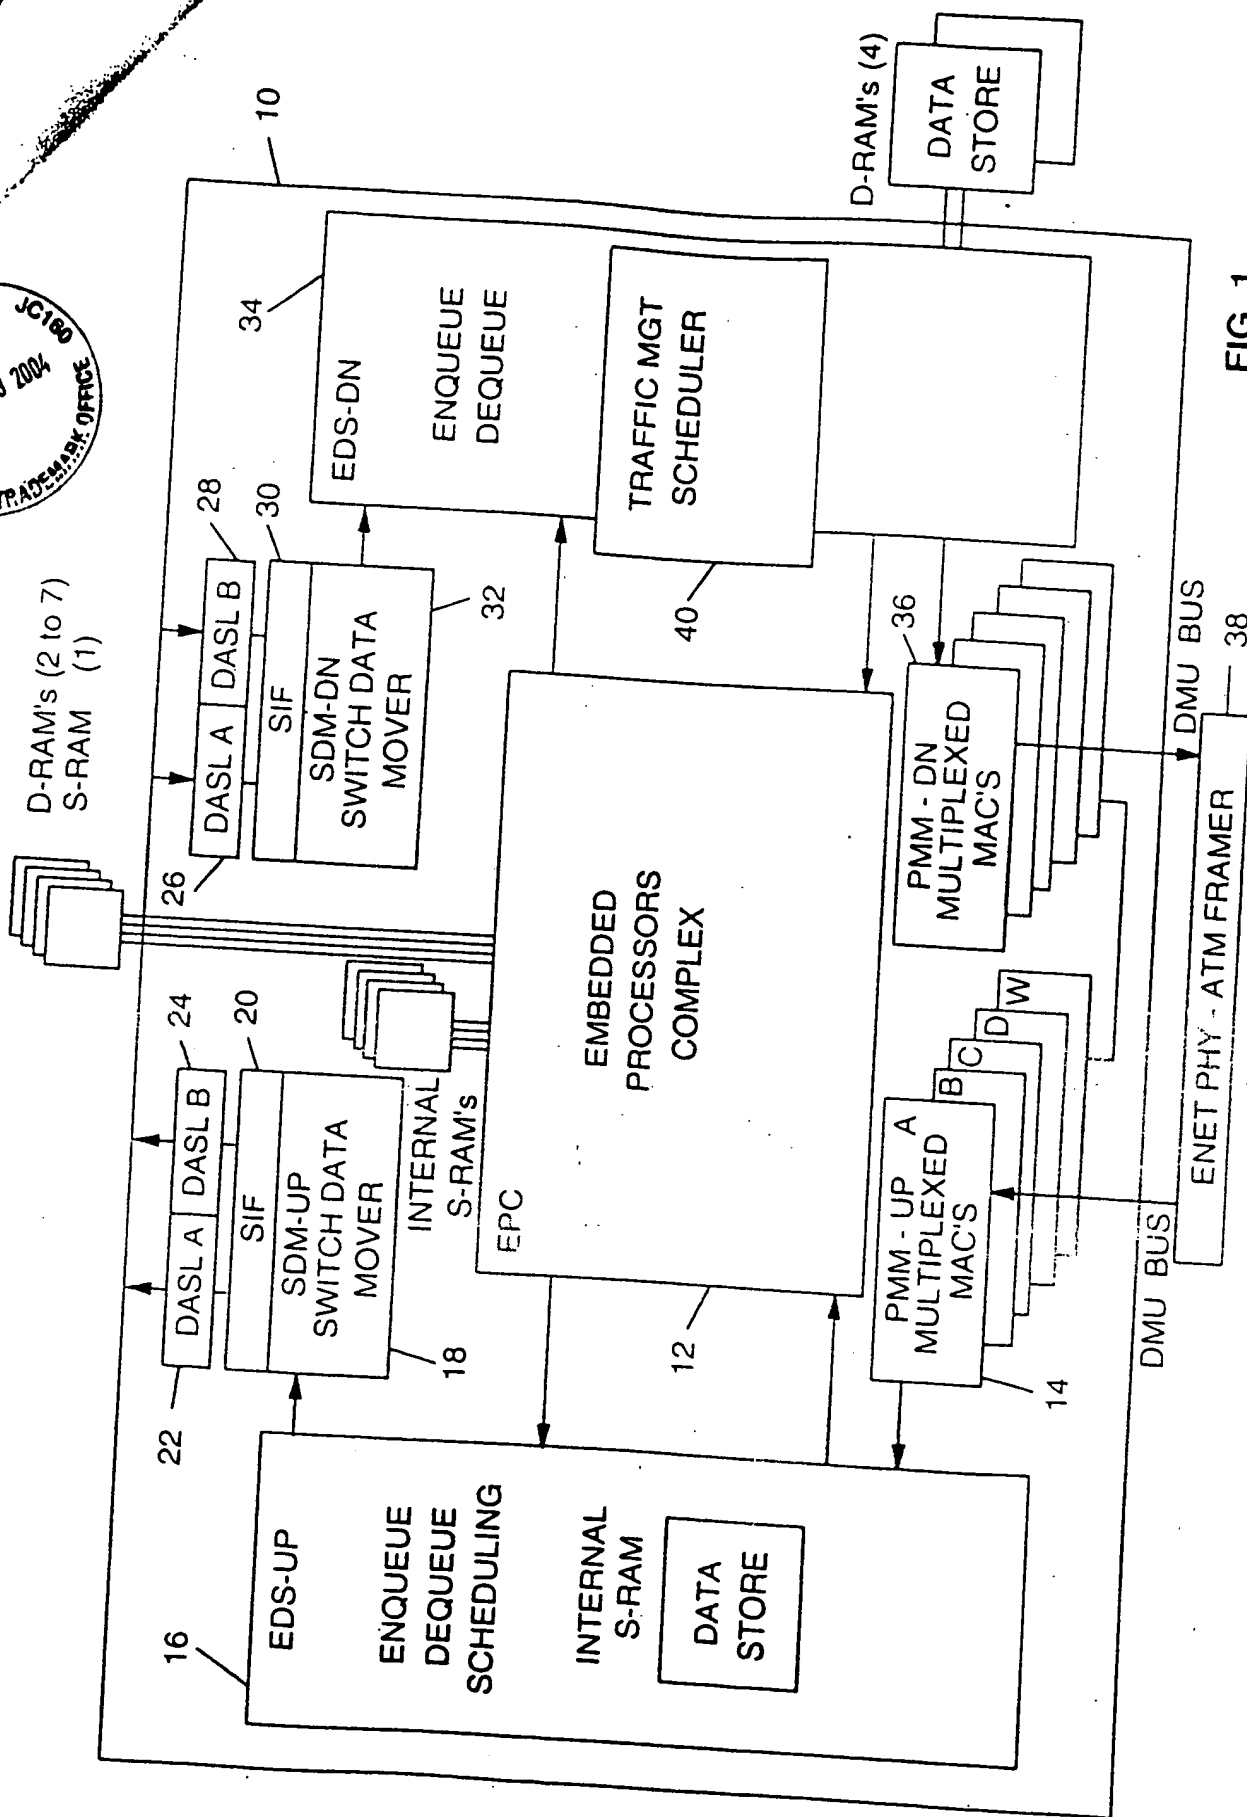 JC160
2004
TRADEMARK OFFICE
D-RAM's (2 to 7)
S-RAM (1)
10
22
DASL A
DASL B
24
SIF
20
SDM-UP
SWITCH DATA
MOVER
18
INTERNAL
S-RAM's
26
DASL A
DASL B
28
SIF
30
SDM-DN
SWITCH DATA
MOVER
32
16
EDS-UP
ENQUEUE
DEQUEUE
SCHEDULING
INTERNAL
S-RAM
DATA
STORE
EPC
EMBEDDED
PROCESSORS
COMPLEX
12
34
EDS-DN
ENQUEUE
DEQUEUE
TRAFFIC MGT
SCHEDULER
40
D-RAM's (4)
DATA
STORE
PMM - UP A
MULTIPLEXED
MAC'S
B
C
D
W
14
PMM - DN
MULTIPLEXED
MAC'S
36
DMU BUS
DMU BUS
ENET PHY - ATM FRAMER
38
FIG. 1